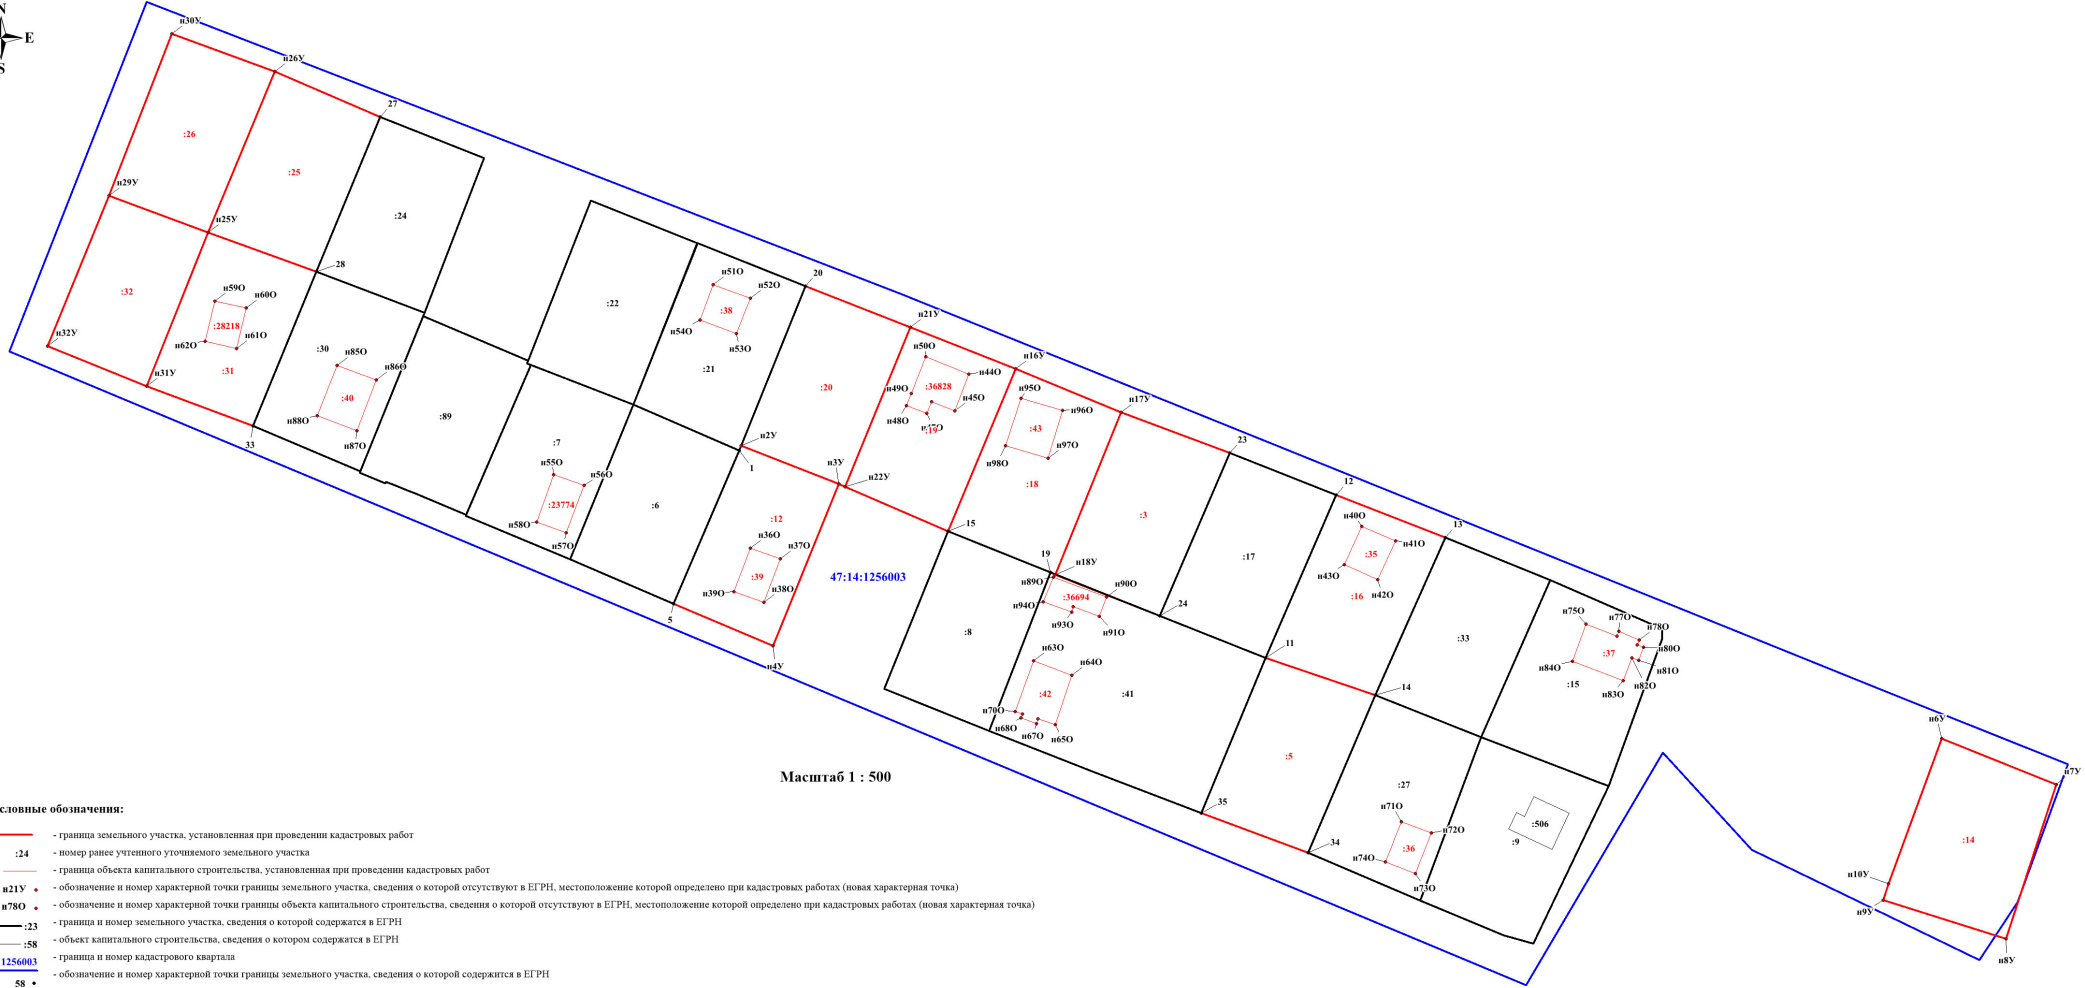 N
E
S
н30У
н26У
27
:26
:25
:24
н29У
н25У
28
:32
н59О
н60О
:28218
н62О
н61О
н32У
:31
н31У
:30
н85О
н86О
:40
н88О
н87О
33
:89
:22
:7
н55О
н56О
:23774
н58О
н57О
:6
н51О
н52О
:38
н54О
н53О
:21
20
:20
н2У
1
н3У
н22У
:12
н36О
н37О
:39
н39О
н38О
5
н4У
н21У
н50О
н44О
н49О
:36828
н45О
н48О
:19
н16У
н95О
н96О
:43
н97О
н98О
:18
н17У
23
:3
15
19
н18У
н89О
н90О
:36694
н94О
н93О
н91О
24
47:14:1256003
:8
н63О
н64О
:42
:41
н70О
н68О
н67О
н65О
12
:17
н40О
н41О
:35
н43О
н42О
:16
13
11
14
:33
:5
35
34
н75О
н77О
н78О
:37
н80О
н81О
н82О
н83О
н84О
:15
:27
н71О
н72О
:36
н74О
н73О
:506
:9
н6У
н7У
:14
н10У
н9У
н8У
Масштаб 1 : 500
словные обозначения:
- граница земельного участка, установленная при проведении кадастровых работ
:24 - номер ранее учтенного уточняемого земельного участка
- граница объекта капитального строительства, установленная при проведении кадастровых работ
н21У - обозначение и номер характерной точки границы земельного участка, сведения о которой отсутствуют в ЕГРН, местоположение которой определено при кадастровых работах (новая характерная точка)
н78О - обозначение и номер характерной точки границы объекта капитального строительства, сведения о которой отсутствуют в ЕГРН, местоположение которой определено при кадастровых работах (новая характерная точка)
:23 - граница и номер земельного участка, сведения о которой содержатся в ЕГРН
:58 - объект капитального строительства, сведения о котором содержатся в ЕГРН
1256003 - граница и номер кадастрового квартала
58 - обозначение и номер характерной точки границы земельного участка, сведения о которой содержится в ЕГРН